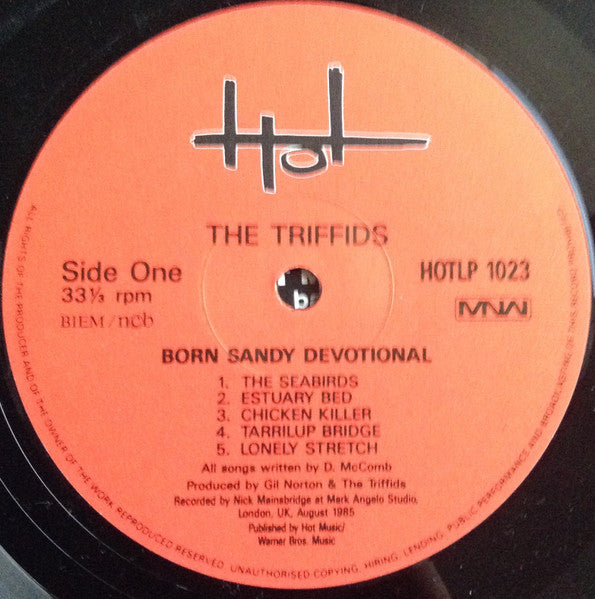 Hot
THE TRIFFIDS
Side One
33⅓ rpm
BIEM/ncb
HOTLP 1023
MNW
BORN SANDY DEVOTIONAL
1. THE SEABIRDS
2. ESTUARY BED
3. CHICKEN KILLER
4. TARRILUP BRIDGE
5. LONELY STRETCH
All songs written by D. McComb
Produced by Gil Norton & The Triffids
Recorded by Nick Mainsbridge at Mark Angelo Studio,
London, UK, August 1985
Published by Hot Music/
Warner Bros. Music
ALL RIGHTS OF THE PRODUCER AND OF THE OWNER OF THE WORK REPRODUCED RESERVED. UNAUTHORISED COPYING, HIRING, LENDING, PUBLIC PERFORMANCE AND BROADCASTING OF THIS